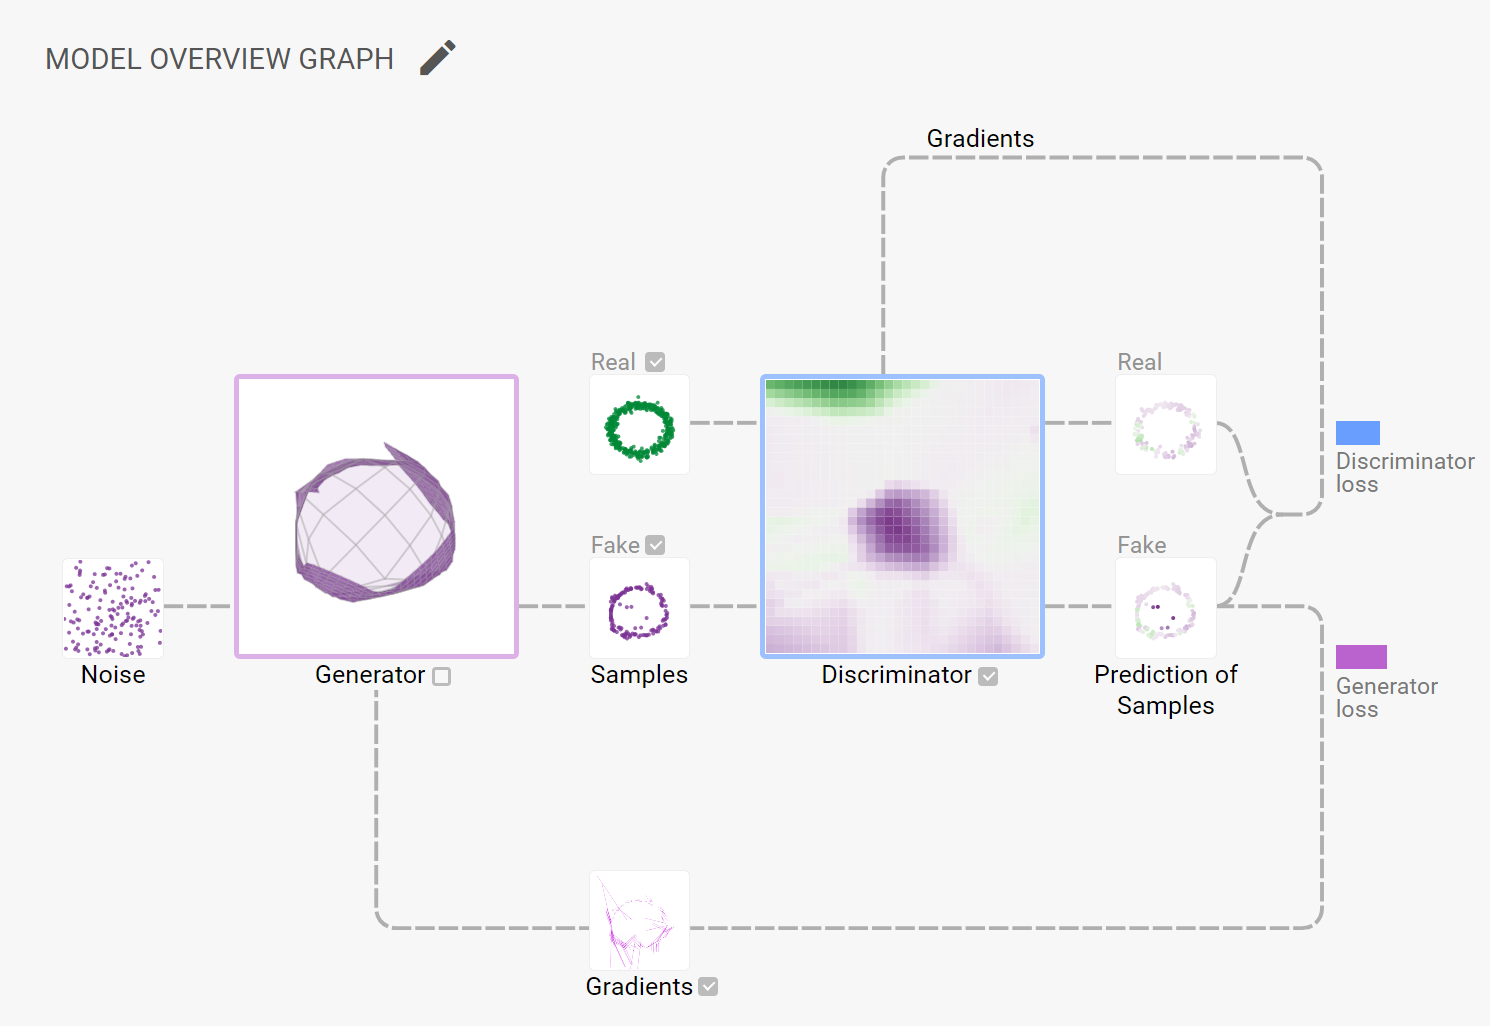 MODEL OVERVIEW GRAPH
Gradients
Real
Real
Discriminator
loss
Fake
Fake
Noise
Generator
Samples
Discriminator
Prediction of
Samples
Generator
loss
Gradients